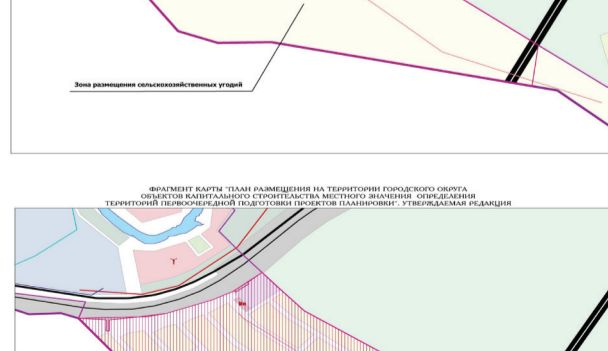 Зона размещения сельскохозяйственных угодий
ФРАГМЕНТ КАРТЫ "ПЛАН РАЗМЕЩЕНИЯ НА ТЕРРИТОРИИ ГОРОДСКОГО ОКРУГА
ОБЪЕКТОВ КАПИТАЛЬНОГО СТРОИТЕЛЬСТВА МЕСТНОГО ЗНАЧЕНИЯ ОПРЕДЕЛЕНИЯ
ТЕРРИТОРИЙ ПЕРВООЧЕРЕДНОЙ ПОДГОТОВКИ ПРОЕКТОВ ПЛАНИРОВКИ". УТВЕРЖДАЕМАЯ РЕДАКЦИЯ